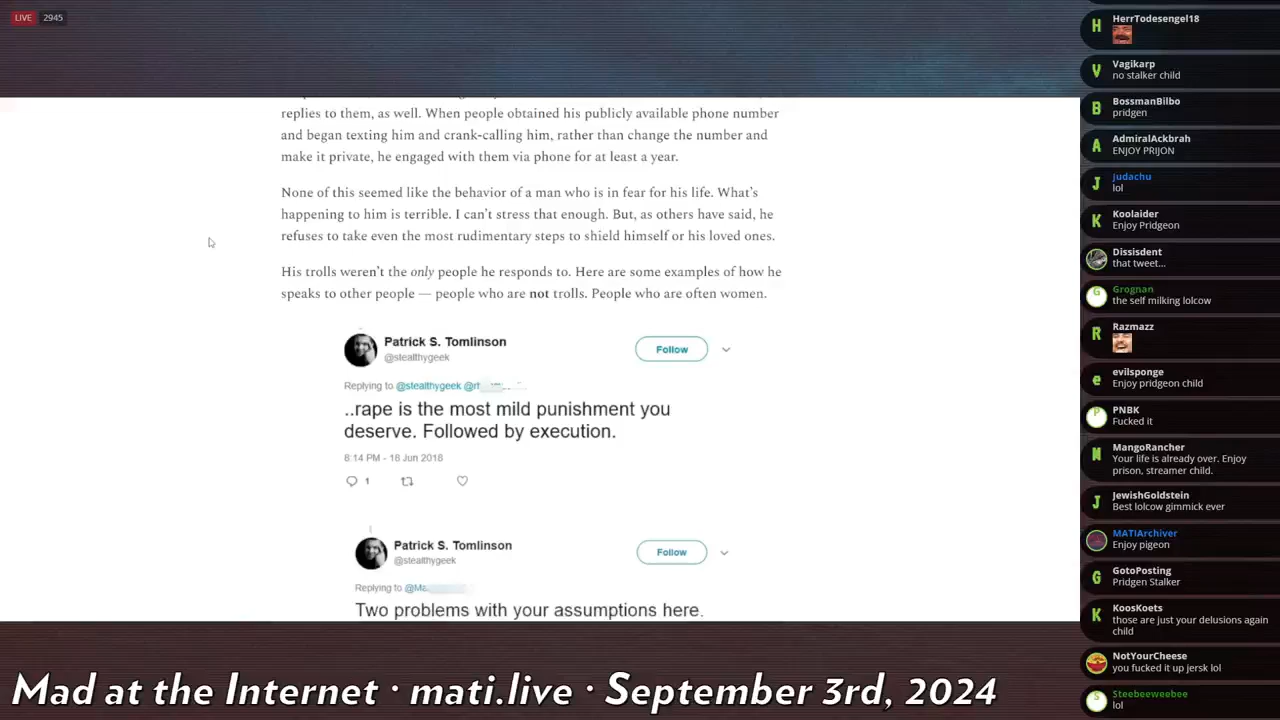 LIVE 2945
replies to them, as well. When people obtained his publicly available phone number
and began texting him and crank-calling him, rather than change the number and
make it private, he engaged with them via phone for at least a year.
None of this seemed like the behavior of a man who is in fear for his life. What's
happening to him is terrible. I can't stress that enough. But, as others have said, he
refuses to take even the most rudimentary steps to shield himself or his loved ones.
His trolls weren't the only people he responds to. Here are some examples of how he
speaks to other people — people who are not trolls. People who are often women.
Patrick S. Tomlinson
@stealthygeek
Follow
Replying to @stealthygeek
..rape is the most mild punishment you
deserve. Followed by execution.
8:14 PM - 18 Jun 2018
1
Patrick S. Tomlinson
@stealthygeek
Follow
Replying to
Two problems with your assumptions here.
Mad at the Internet · mati.live · September 3rd, 2024
H
HerrTodesengel18
V
Vagikarp
no stalker child
B
BossmanBilbo
pridgen
A
AdmiralAckbrah
ENJOY PRIJON
J
Judachu
lol
K
Koolaider
Enjoy Pridgeon
Dissisdent
that tweet...
G
Grognan
the self milking lolcow
R
Razmazz
e
evilsponge
Enjoy pridgeon child
P
PNBK
Fucked it
M
MangoRancher
Your life is already over. Enjoy
prison, streamer child.
J
JewishGoldstein
Best lolcow gimmick ever
MATIArchiver
Enjoy pigeon
G
GotoPosting
Pridgen Stalker
K
KoosKoets
those are just your delusions again
child
NotYourCheese
you fucked it up jersk lol
S
Steebeeweebee
lol